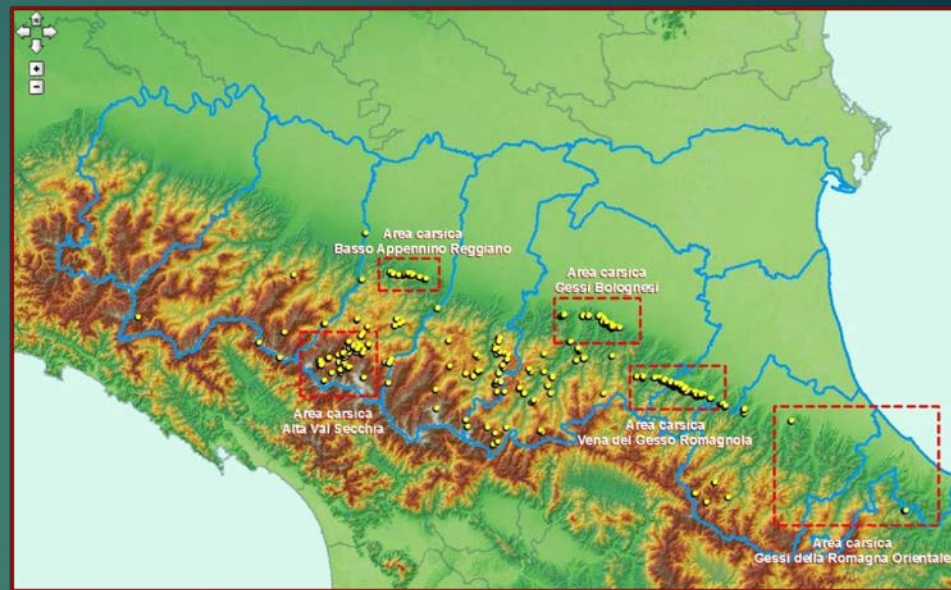 Area carsica
Basso Appennino Reggiano
Area carsica
Gessi Bolognesi
Area carsica
Alta Val Secchia
Area carsica
Vena del Gesso Romagnola
Area carsica
Gessi della Romagna Orientale